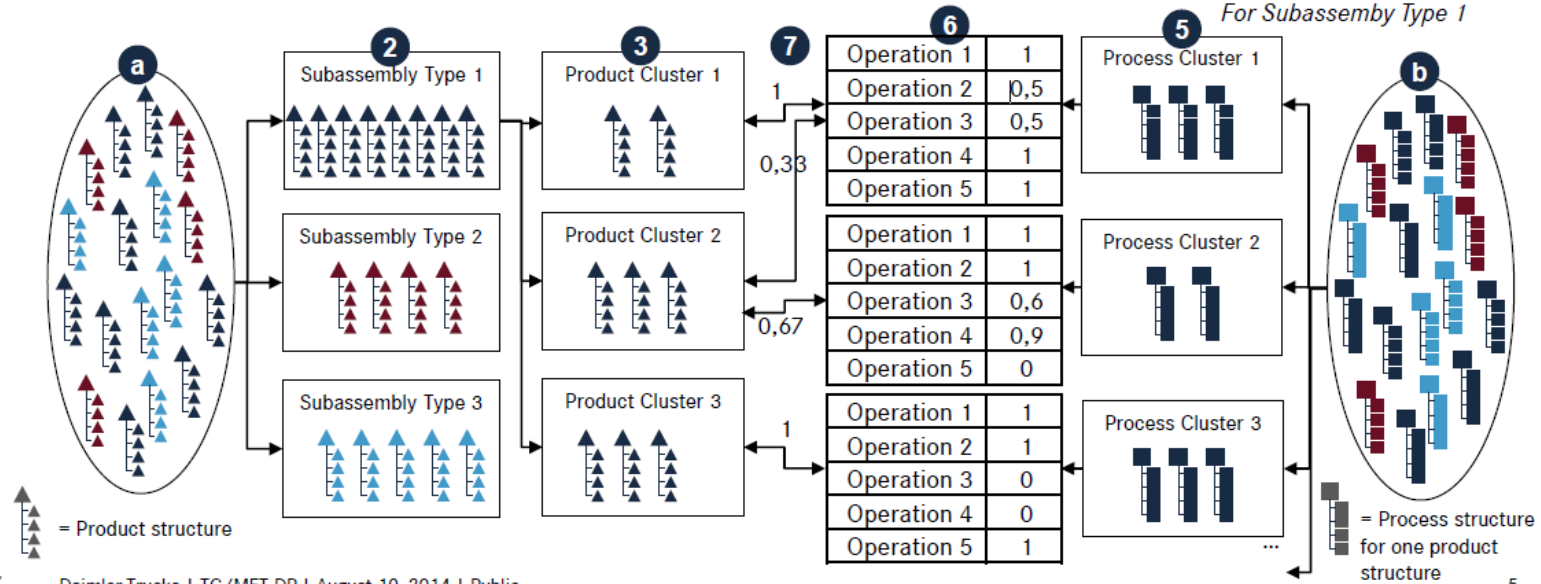 For Subassemby Type 1
a
2
3
7
6
5
b
Subassembly Type 1
Product Cluster 1
1
0,33
Operation 1 1
Operation 2 0,5
Operation 3 0,5
Operation 4 1
Operation 5 1
Process Cluster 1
Subassembly Type 2
Product Cluster 2
0,67
Operation 1 1
Operation 2 1
Operation 3 0,6
Operation 4 0,9
Operation 5 0
Process Cluster 2
Subassembly Type 3
Product Cluster 3
1
Operation 1 1
Operation 2 1
Operation 3 0
Operation 4 0
Operation 5 1
Process Cluster 3
...
= Product structure
= Process structure
for one product
structure